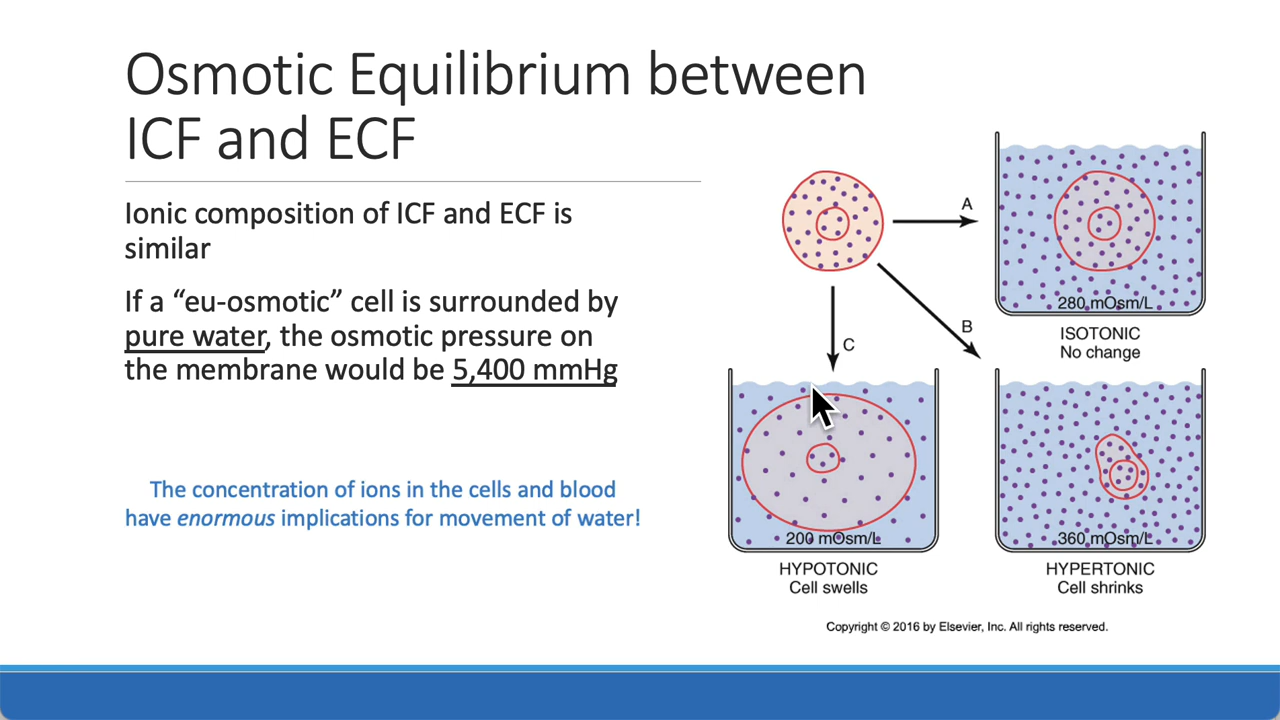 Osmotic Equilibrium between
ICF and ECF
Ionic composition of ICF and ECF is
similar
If a “eu-osmotic” cell is surrounded by
pure water, the osmotic pressure on
the membrane would be 5,400 mmHg
The concentration of ions in the cells and blood
have enormous implications for movement of water!
A
280 mOsm/L
ISOTONIC
No change
B
C
200 mOsm/L
HYPOTONIC
Cell swells
360 mOsm/L
HYPERTONIC
Cell shrinks
Copyright © 2016 by Elsevier, Inc. All rights reserved.